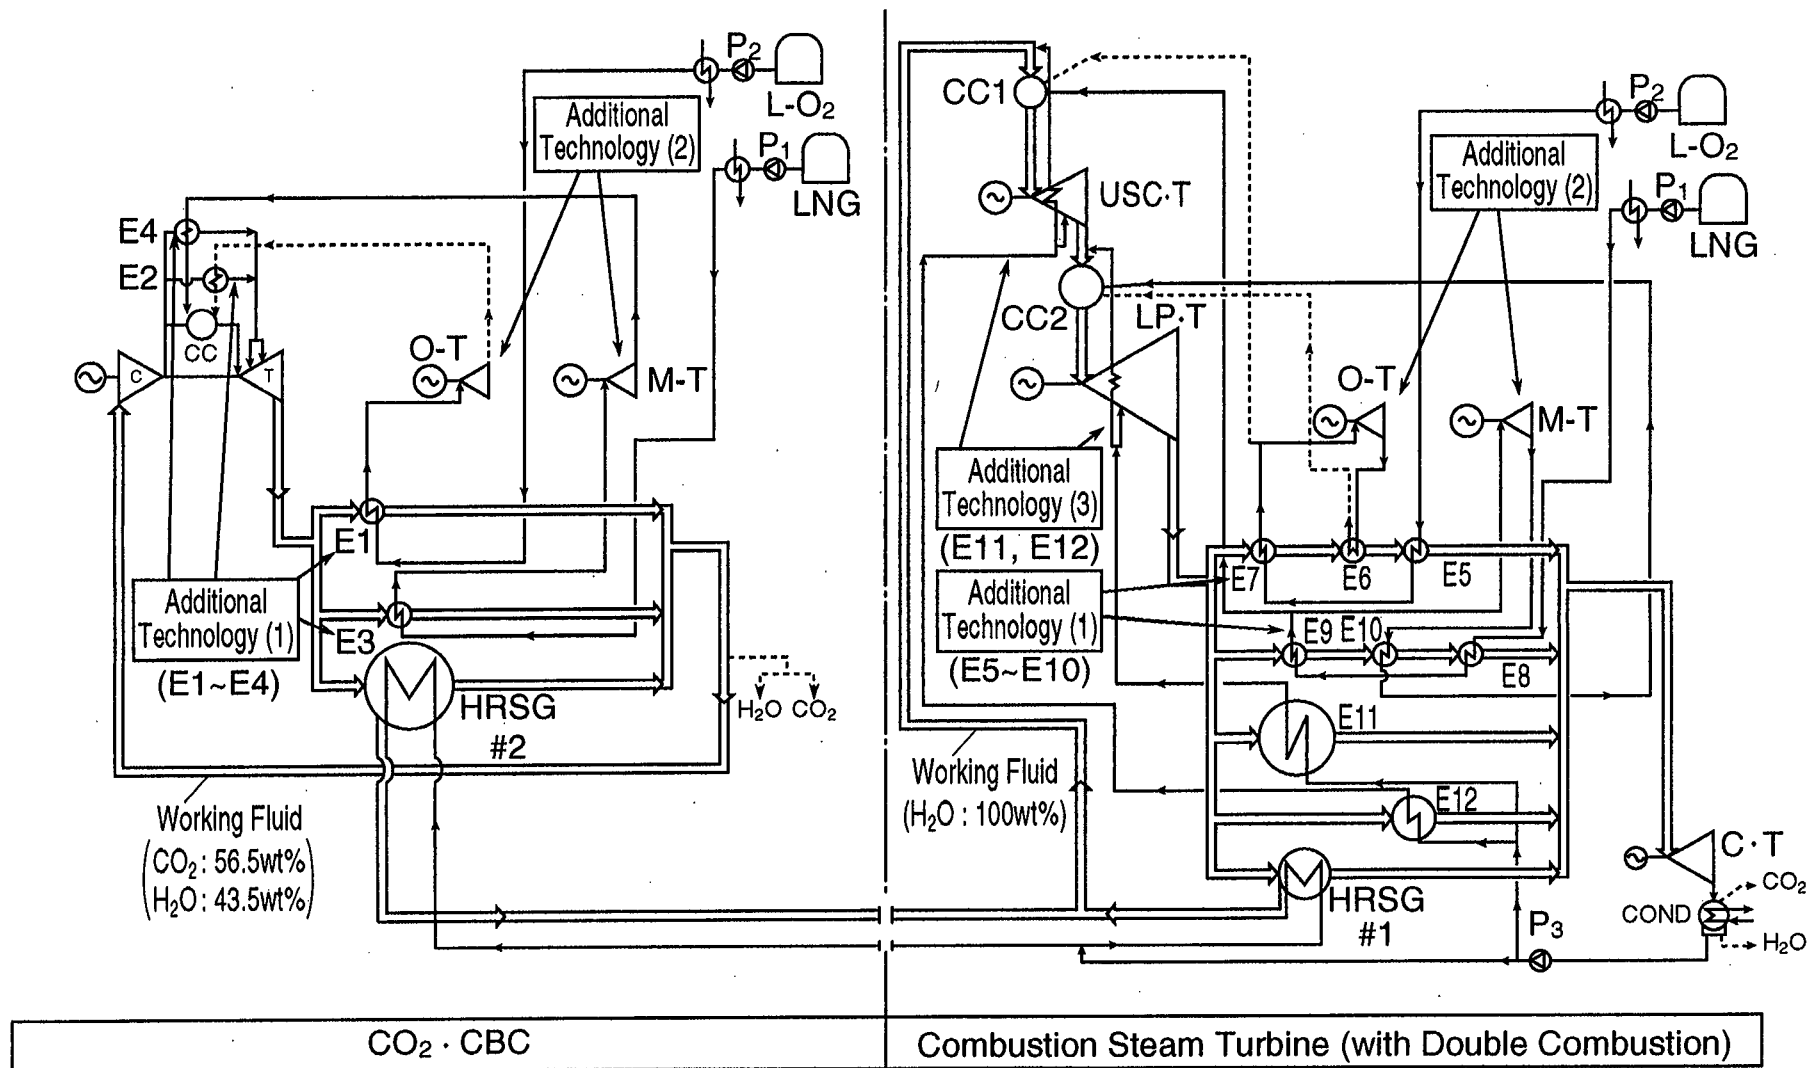 P₂
L-O₂
Additional
Technology (2)
P₁
LNG
E4
E2
CC
C
T
O-T
M-T
E1
Additional
Technology (1)
(E1~E4)
E3
HRSG
#2
H₂O CO₂
Working Fluid
(CO₂ : 56.5wt%
H₂O : 43.5wt%)
CO₂ · CBC
CC1
USC·T
CC2
LP·T
P₂
L-O₂
Additional
Technology (2)
P₁
LNG
O-T
M-T
Additional
Technology (3)
(E11, E12)
Additional
Technology (1)
(E5~E10)
E7
E6
E5
E9 E10
E8
E11
E12
Working Fluid
(H₂O : 100wt%)
HRSG
#1
C·T
CO₂
COND
H₂O
P₃
Combustion Steam Turbine (with Double Combustion)